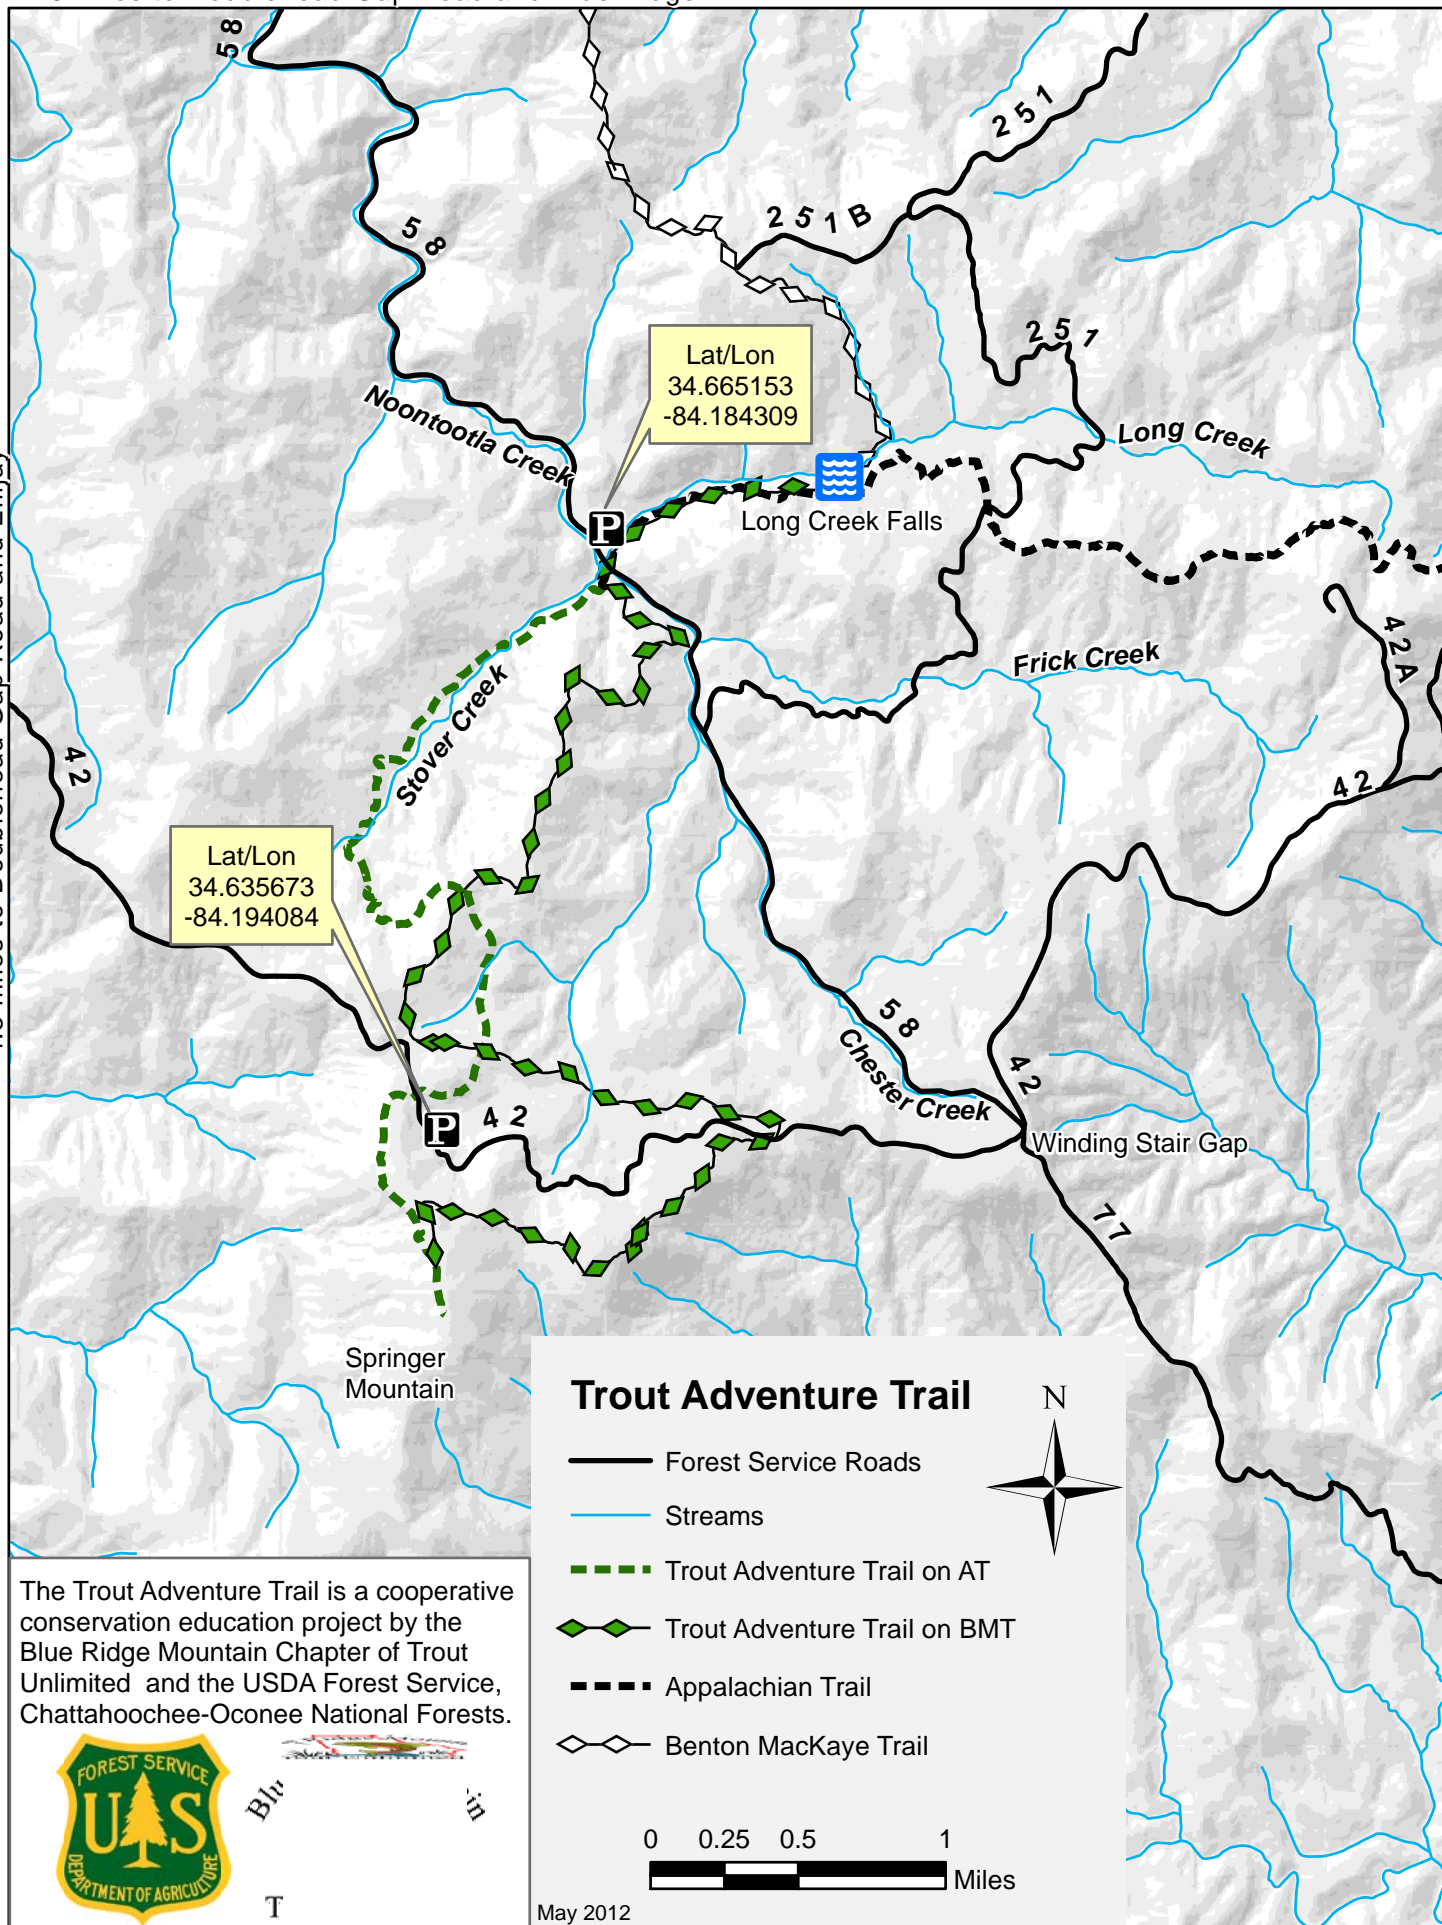 58
251
251B
58
251
Lat/Lon
34.665153
-84.184309
Noontootla Creek
Long Creek
Long Creek Falls
42A
Frick Creek
Stover Creek
42
42
Lat/Lon
34.635673
-84.194084
58
Chester Creek
42
42
Winding Stair Gap
77
Springer
Mountain
Trout Adventure Trail
N
Forest Service Roads
Streams
Trout Adventure Trail on AT
Trout Adventure Trail on BMT
Appalachian Trail
Benton MacKaye Trail
0 0.25 0.5 1
Miles
May 2012
The Trout Adventure Trail is a cooperative
conservation education project by the
Blue Ridge Mountain Chapter of Trout
Unlimited and the USDA Forest Service,
Chattahoochee-Oconee National Forests.
FOREST SERVICE
US
DEPARTMENT OF AGRICULTURE
P
P